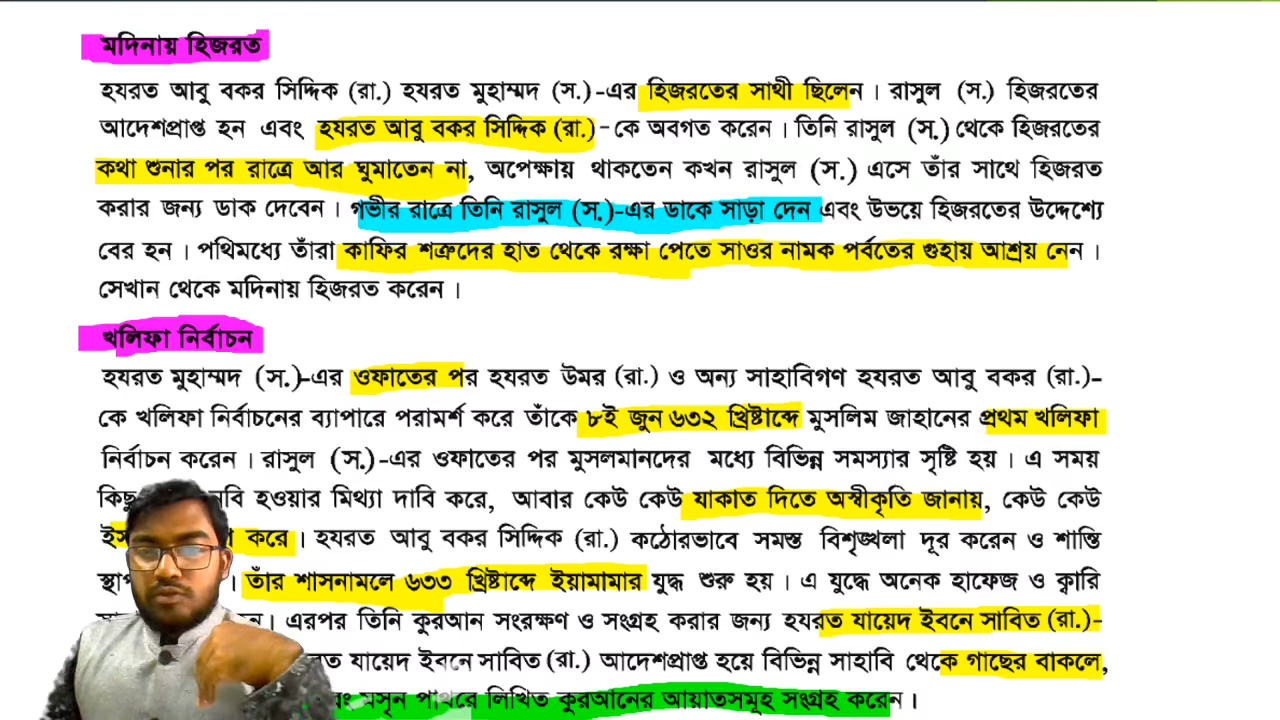 মদিনায় হিজরত
হযরত আবু বকর সিদ্দিক (রা.) হযরত মুহাম্মদ (স.)-এর হিজরতের সাথী ছিলেন। রাসুল (স.) হিজরতের
আদেশপ্রাপ্ত হন এবং হযরত আবু বকর সিদ্দিক (রা.)-কে অবগত করেন। তিনি রাসুল (স.) থেকে হিজরতের
কথা শুনার পর রাত্রে আর ঘুমাতেন না, অপেক্ষায় থাকতেন কখন রাসুল (স.) এসে তাঁর সাথে হিজরত
করার জন্য ডাক দেবেন। গভীর রাত্রে তিনি রাসুল (স.)-এর ডাকে সাড়া দেন এবং উভয়ে হিজরতের উদ্দেশ্যে
বের হন। পথিমধ্যে তাঁরা কাফির শত্রুদের হাত থেকে রক্ষা পেতে সাওর নামক পর্বতের গুহায় আশ্রয় নেন।
সেখান থেকে মদিনায় হিজরত করেন।
খলিফা নির্বাচন
হযরত মুহাম্মদ (স.)-এর ওফাতের পর হযরত উমর (রা.) ও অন্য সাহাবিগণ হযরত আবু বকর (রা.)-
কে খলিফা নির্বাচনের ব্যাপারে পরামর্শ করে তাঁকে ৮ই জুন ৬৩২ খ্রিষ্টাব্দে মুসলিম জাহানের প্রথম খলিফা
নির্বাচন করেন। রাসুল (স.)-এর ওফাতের পর মুসলমানদের মধ্যে বিভিন্ন সমস্যার সৃষ্টি হয়। এ সময়
কিছু নবি হওয়ার মিথ্যা দাবি করে, আবার কেউ কেউ যাকাত দিতে অস্বীকৃতি জানায়, কেউ কেউ
করে। হযরত আবু বকর সিদ্দিক (রা.) কঠোরভাবে সমস্ত বিশৃঙ্খলা দূর করেন ও শান্তি
তাঁর শাসনামলে ৬৩৩ খ্রিষ্টাব্দে ইয়ামামার যুদ্ধ শুরু হয়। এ যুদ্ধে অনেক হাফেজ ও ক্বারি
এরপর তিনি কুরআন সংরক্ষণ ও সংগ্রহ করার জন্য হযরত যায়েদ ইবনে সাবিত (রা.)-
যায়েদ ইবনে সাবিত (রা.) আদেশপ্রাপ্ত হয়ে বিভিন্ন সাহাবি থেকে গাছের বাকলে,
মসৃন পাথরে লিখিত কুরআনের আয়াতসমূহ সংগ্রহ করেন।